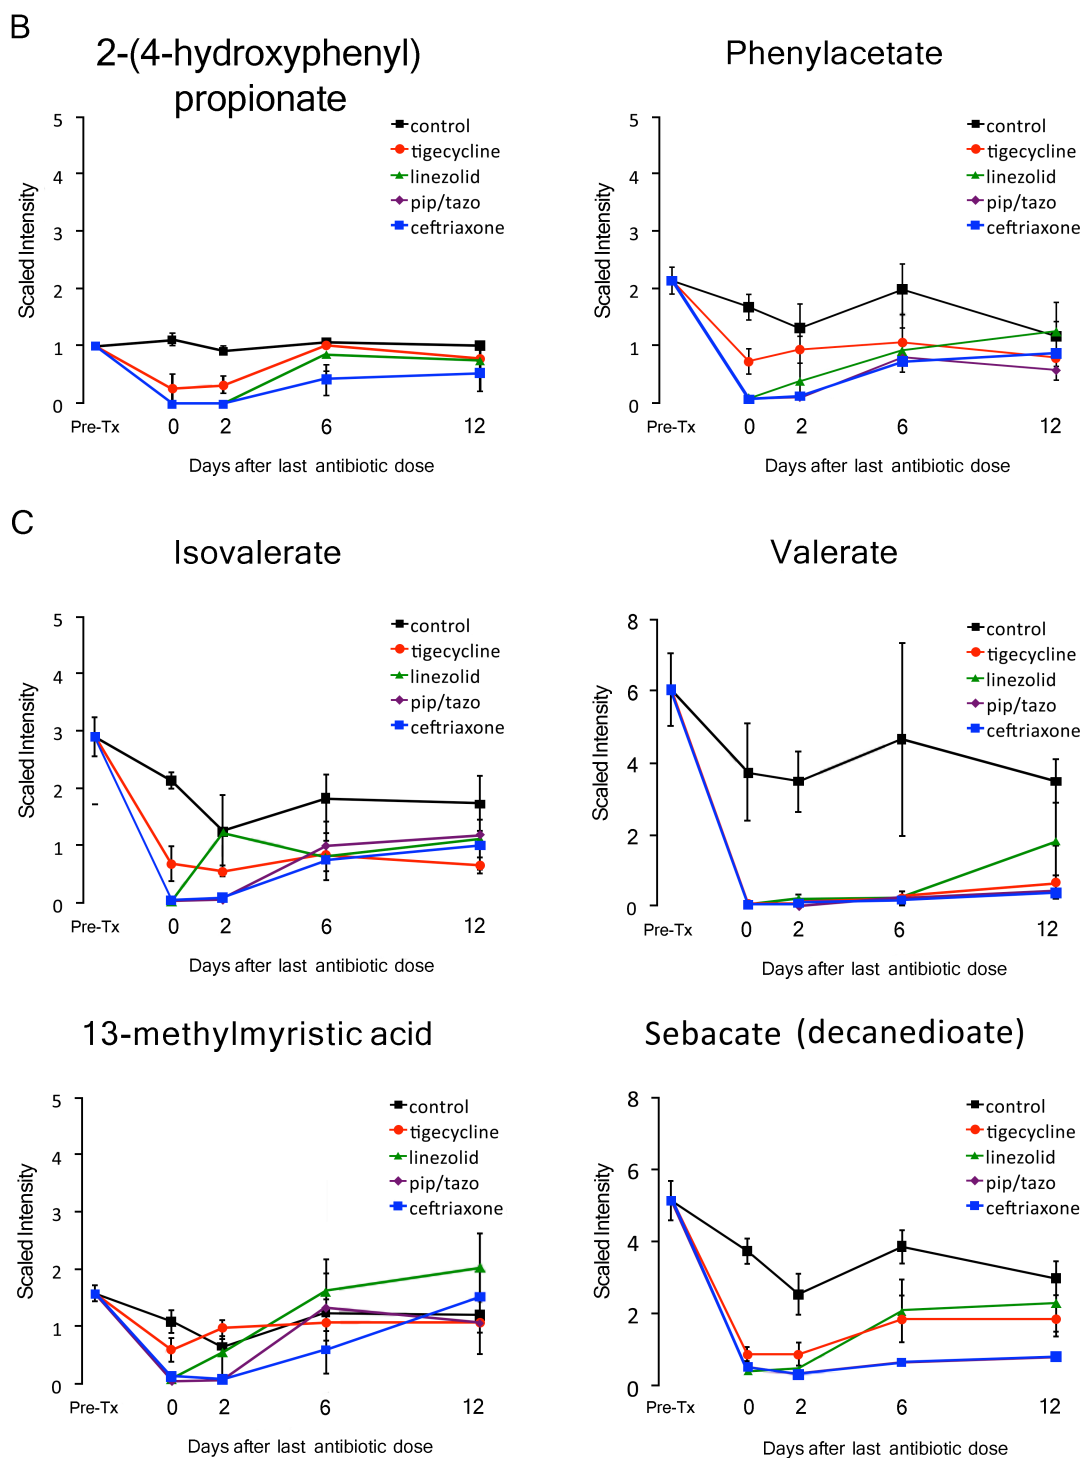 B
2-(4-hydroxyphenyl)
propionate
5
4
3
2
1
0
Scaled Intensity
control
tigecycline
linezolid
pip/tazo
ceftriaxone
Pre-Tx 0 2 6 12
Days after last antibiotic dose
Phenylacetate
5
4
3
2
1
0
Scaled Intensity
control
tigecycline
linezolid
pip/tazo
ceftriaxone
Pre-Tx 0 2 6 12
Days after last antibiotic dose
C
Isovalerate
5
4
3
2
1
0
Scaled Intensity
control
tigecycline
linezolid
pip/tazo
ceftriaxone
Pre-Tx 0 2 6 12
Days after last antibiotic dose
Valerate
8
6
4
2
0
Scaled Intensity
control
tigecycline
linezolid
pip/tazo
ceftriaxone
Pre-Tx 0 2 6 12
Days after last antibiotic dose
13-methylmyristic acid
5
4
3
2
1
0
Scaled Intensity
control
tigecycline
linezolid
pip/tazo
ceftriaxone
Pre-Tx 0 2 6 12
Days after last antibiotic dose
Sebacate (decanedioate)
8
6
4
2
0
Scaled Intensity
control
tigecycline
linezolid
pip/tazo
ceftriaxone
Pre-Tx 0 2 6 12
Days after last antibiotic dose